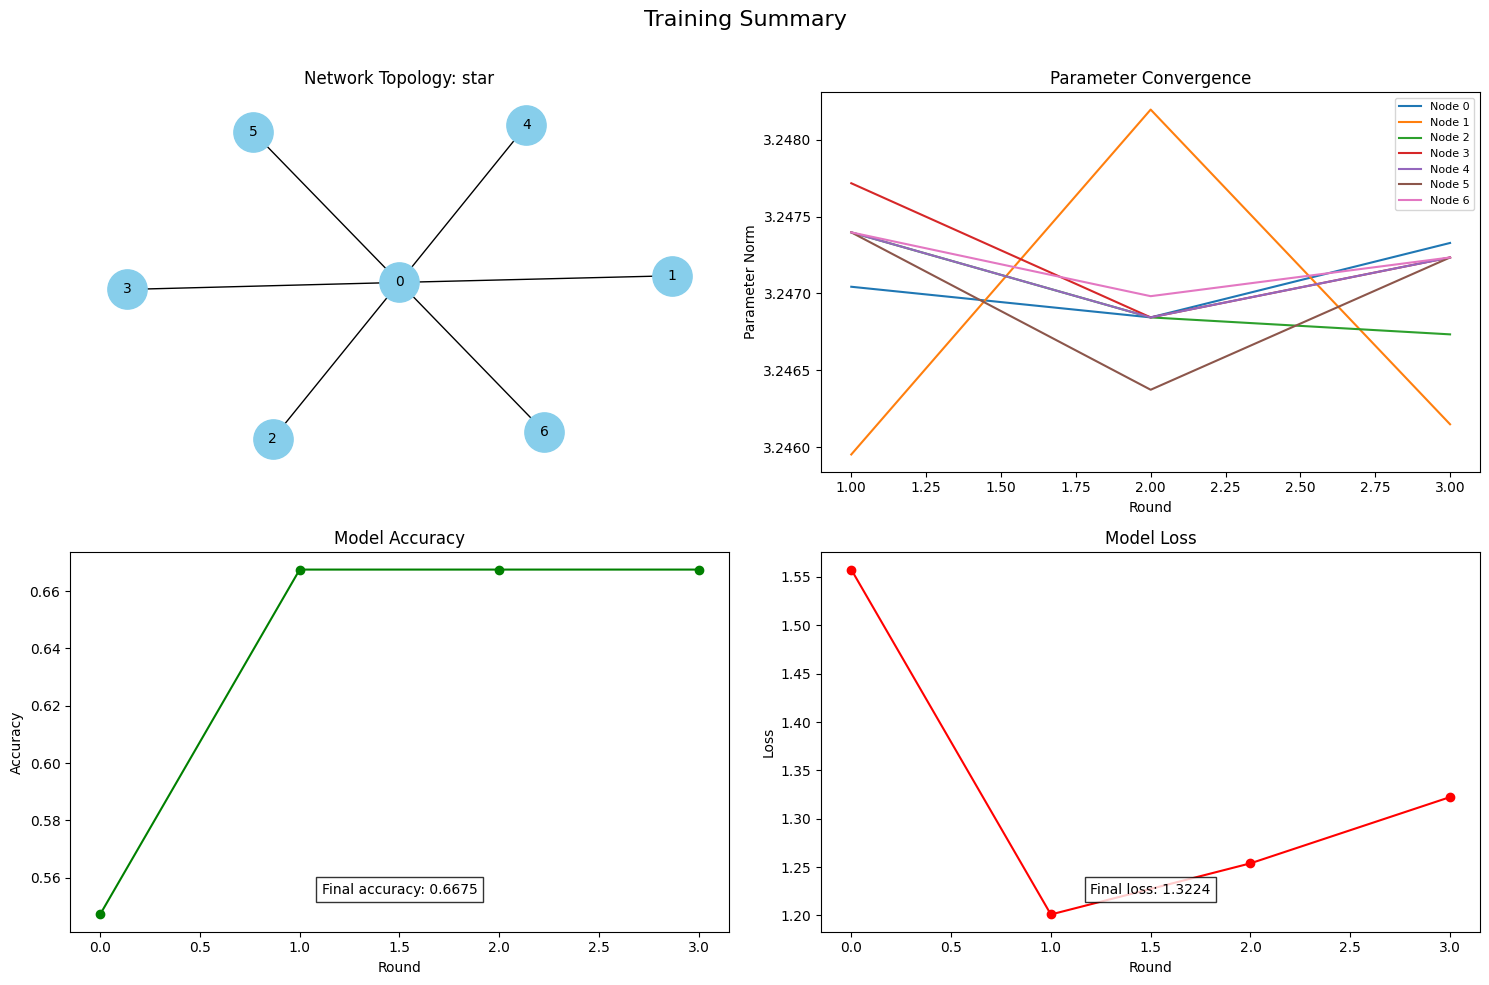 Training Summary
Network Topology: star
5
4
3
0
1
2
6
Parameter Convergence
Parameter Norm
3.2480
3.2475
3.2470
3.2465
3.2460
Node 0
Node 1
Node 2
Node 3
Node 4
Node 5
Node 6
1.00 1.25 1.50 1.75 2.00 2.25 2.50 2.75 3.00
Round
Model Accuracy
Accuracy
0.66
0.64
0.62
0.60
0.58
0.56
Final accuracy: 0.6675
0.0 0.5 1.0 1.5 2.0 2.5 3.0
Round
Model Loss
Loss
1.55
1.50
1.45
1.40
1.35
1.30
1.25
1.20
Final loss: 1.3224
0.0 0.5 1.0 1.5 2.0 2.5 3.0
Round